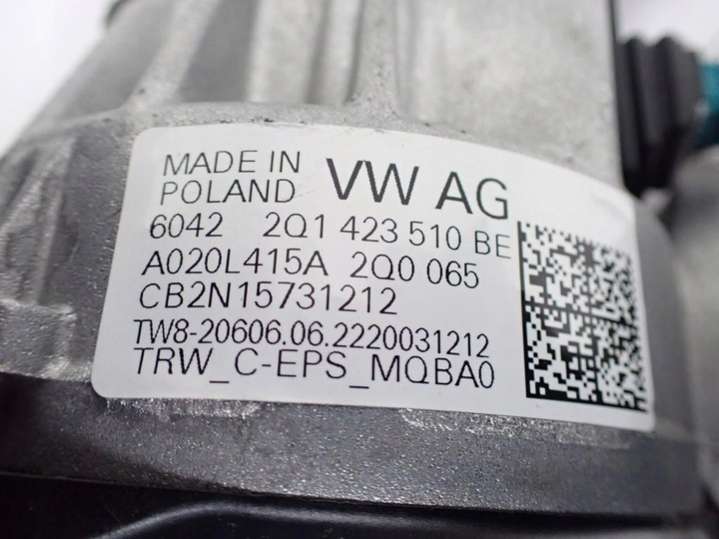 MADE IN
POLAND VW AG
6042 2Q1 423 510 BE
A020L415A 2Q0 065
CB2N15731212
TW8-20606.06.2220031212
TRW_C-EPS_MQBA0